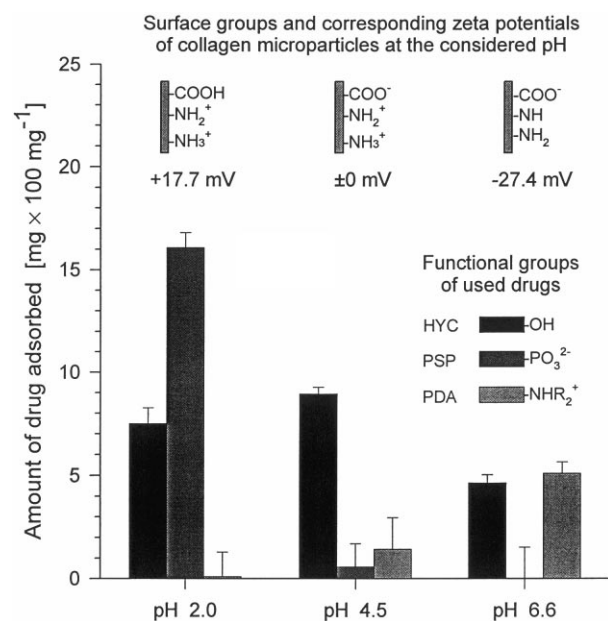 Surface groups and corresponding zeta potentials
of collagen microparticles at the considered pH
Amount of drug adsorbed [mg × 100 mg⁻¹]
25
20
15
10
5
0
-COOH
-NH₂⁺
-NH₃⁺
+17.7 mV
-COO⁻
-NH₂⁺
-NH₃⁺
±0 mV
-COO⁻
-NH
-NH₂
-27.4 mV
Functional groups
of used drugs
HYC -OH
PSP -PO₃²⁻
PDA -NHR₂⁺
pH 2.0
pH 4.5
pH 6.6